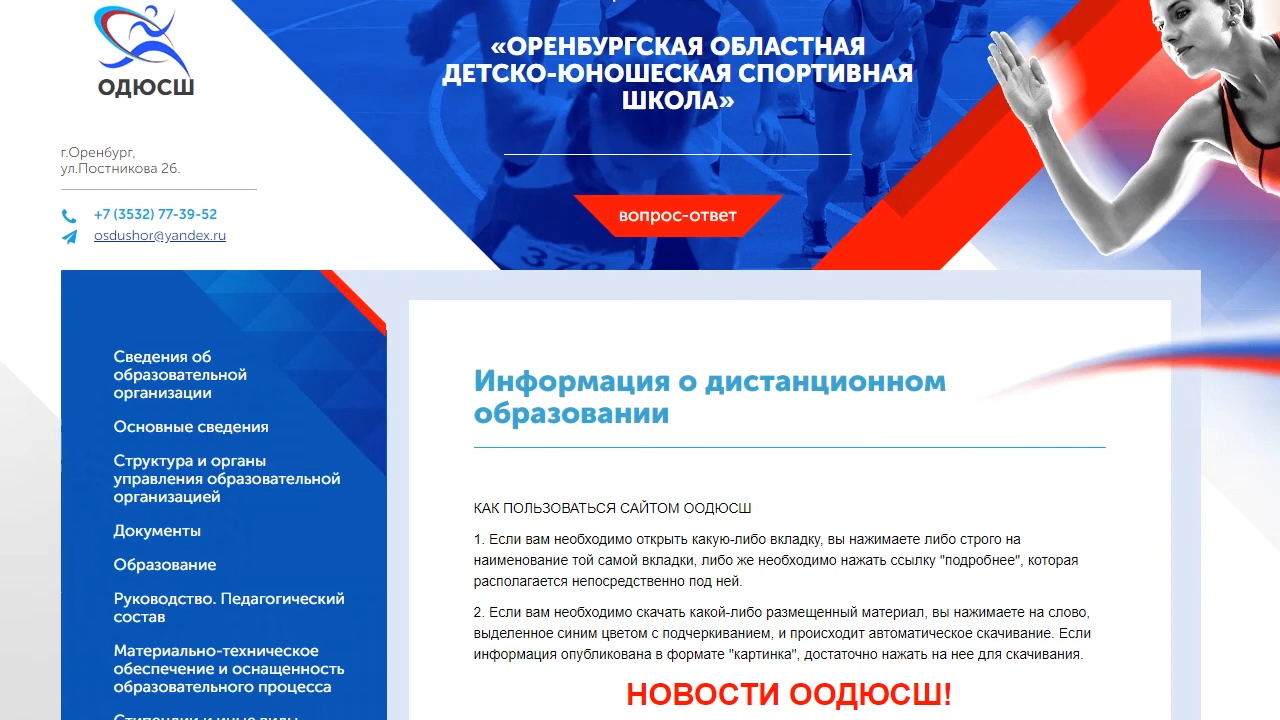 ОДЮСШ
«ОРЕНБУРГСКАЯ ОБЛАСТНАЯ
ДЕТСКО-ЮНОШЕСКАЯ СПОРТИВНАЯ
ШКОЛА»
г.Оренбург,
ул.Постникова 26.
+7 (3532) 77-39-52
osdushor@yandex.ru
вопрос-ответ
Сведения об
образовательной
организации
Основные сведения
Структура и органы
управления образовательной
организацией
Документы
Образование
Руководство. Педагогический
состав
Материально-техническое
обеспечение и оснащенность
образовательного процесса
Стипендии и иные виды
Информация о дистанционном
образовании
КАК ПОЛЬЗОВАТЬСЯ САЙТОМ ООДЮСШ
1. Если вам необходимо открыть какую-либо вкладку, вы нажимаете либо строго на
наименование той самой вкладки, либо же необходимо нажать ссылку "подробнее", которая
располагается непосредственно под ней.
2. Если вам необходимо скачать какой-либо размещенный материал, вы нажимаете на слово,
выделенное синим цветом с подчеркиванием, и происходит автоматическое скачивание. Если
информация опубликована в формате "картинка", достаточно нажать на нее для скачивания.
НОВОСТИ ООДЮСШ!